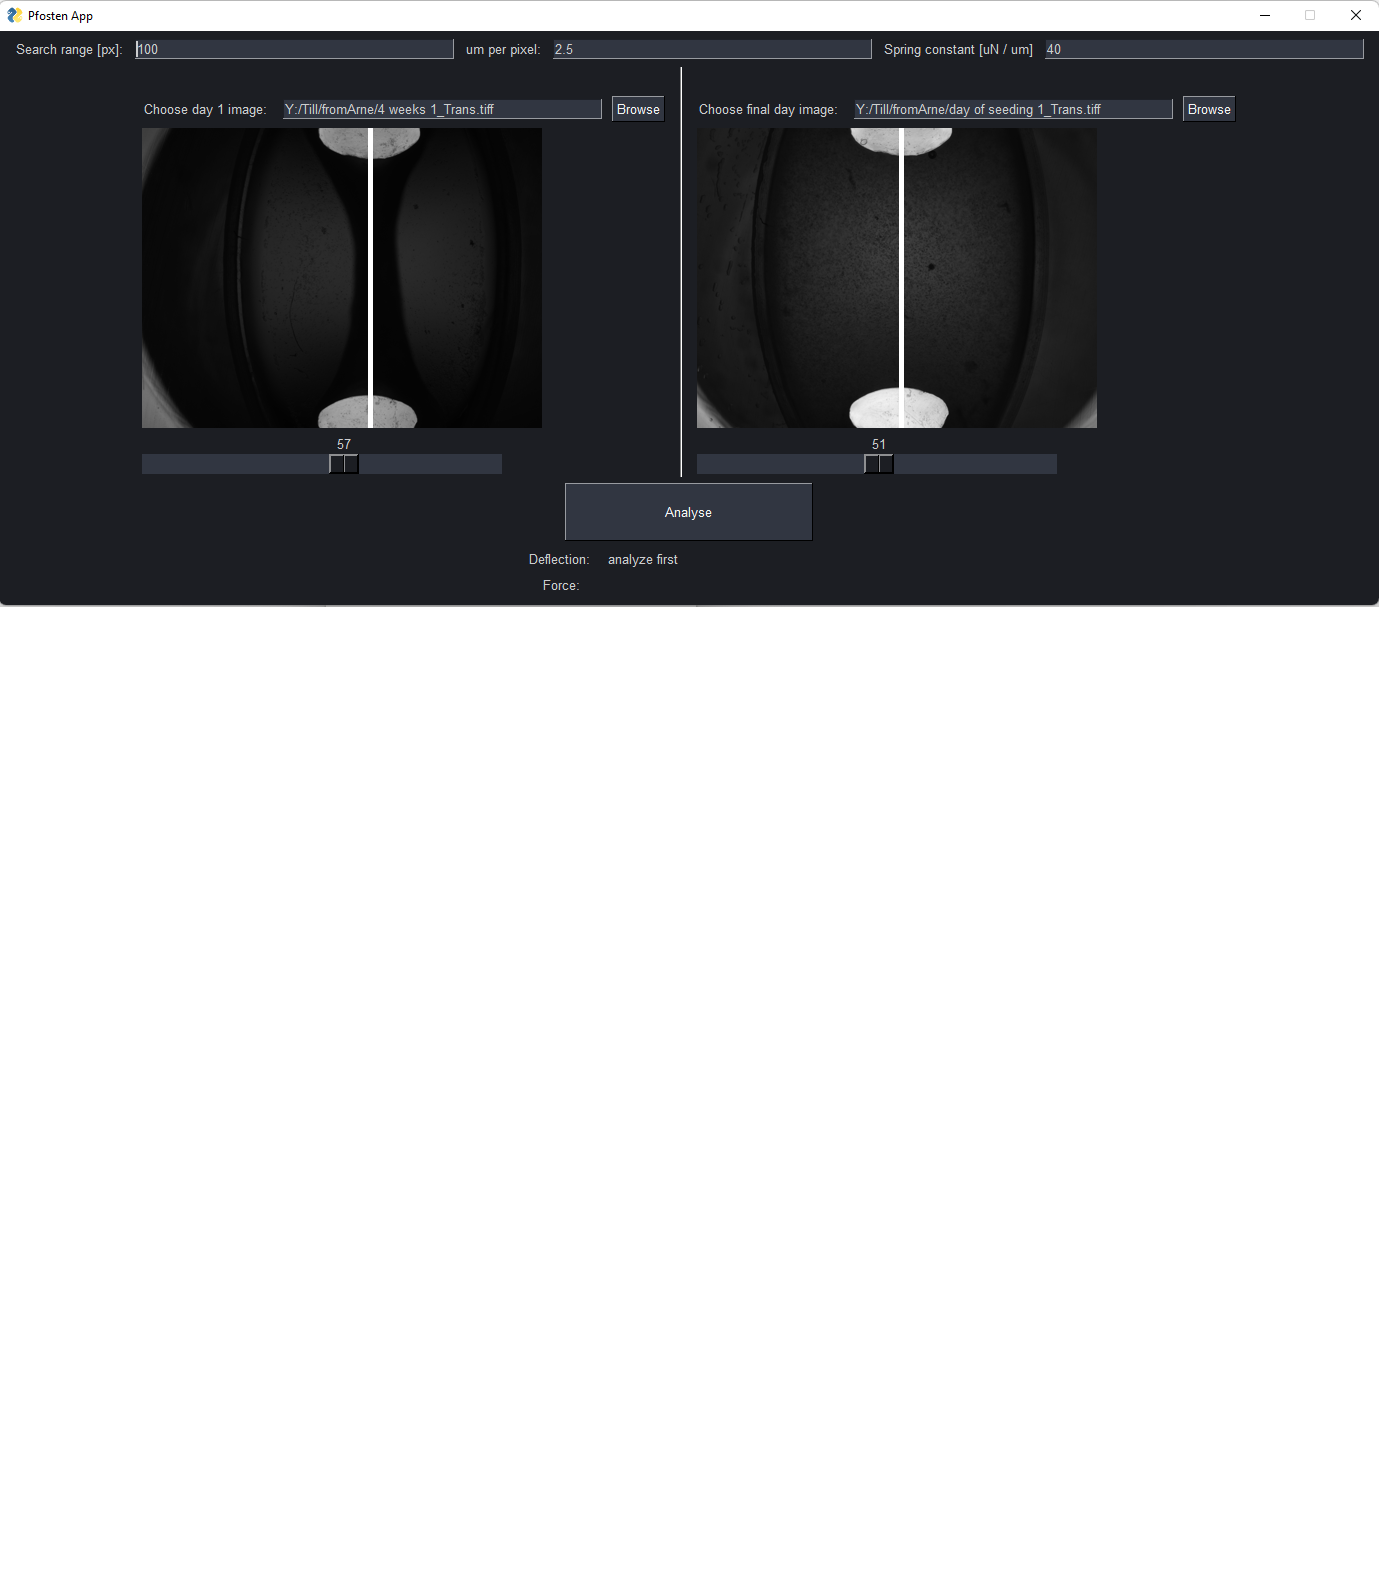 Pfosten App
Search range [px]: 100 um per pixel: 2.5 Spring constant [uN / um] 40
Choose day 1 image: Y:/Till/fromArne/4 weeks 1_Trans.tiff Browse
Choose final day image: Y:/Till/fromArne/day of seeding 1_Trans.tiff Browse
57
51
Analyse
Deflection: analyze first
Force: